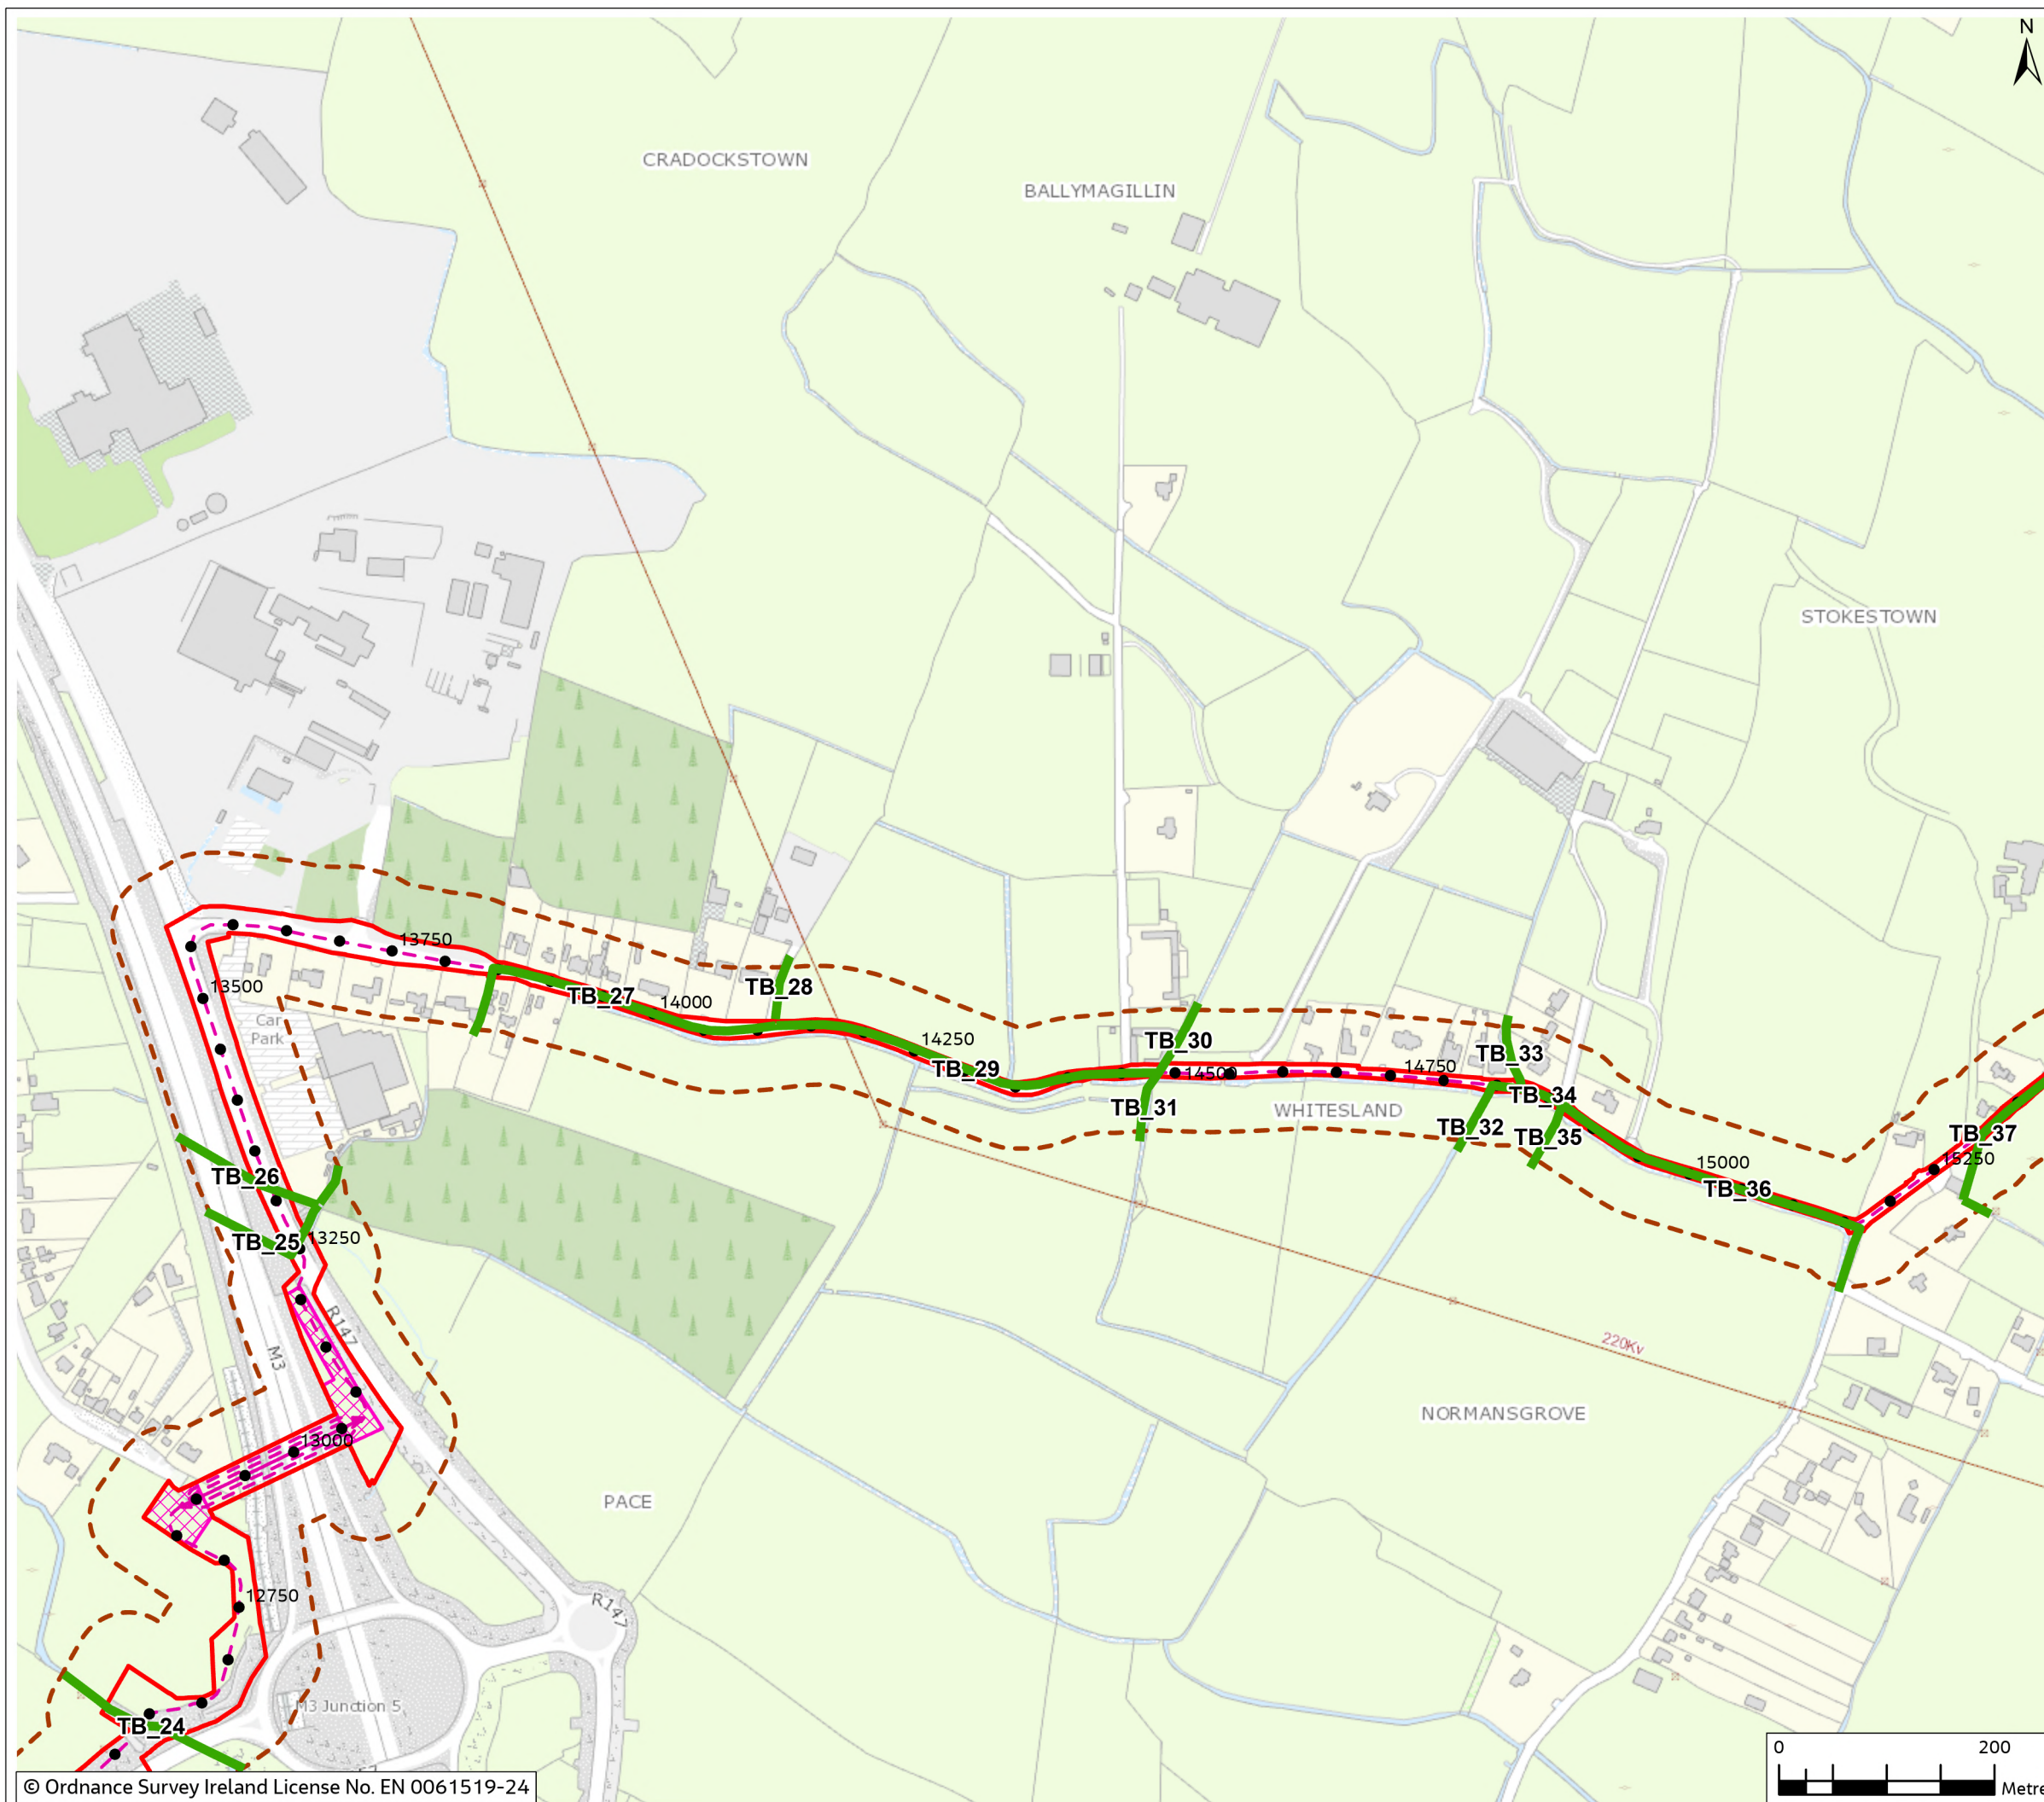 N
CRADOCKSTOWN
BALLYMAGILLIN
STOKESTOWN
13750
13500
Car
Park
TB_27
14000
TB_28
14250
TB_29
TB_30
14500
14750
TB_33
TB_34
TB_31
WHITESLAND
TB_32
TB_35
TB_37
15250
15000
TB_36
TB_26
TB_25
13250
R147
M3
220Kv
NORMANSGROVE
13000
PACE
12750
R147
M3 Junction 5
TB_24
0
200
Metre
© Ordnance Survey Ireland License No. EN 0061519-24